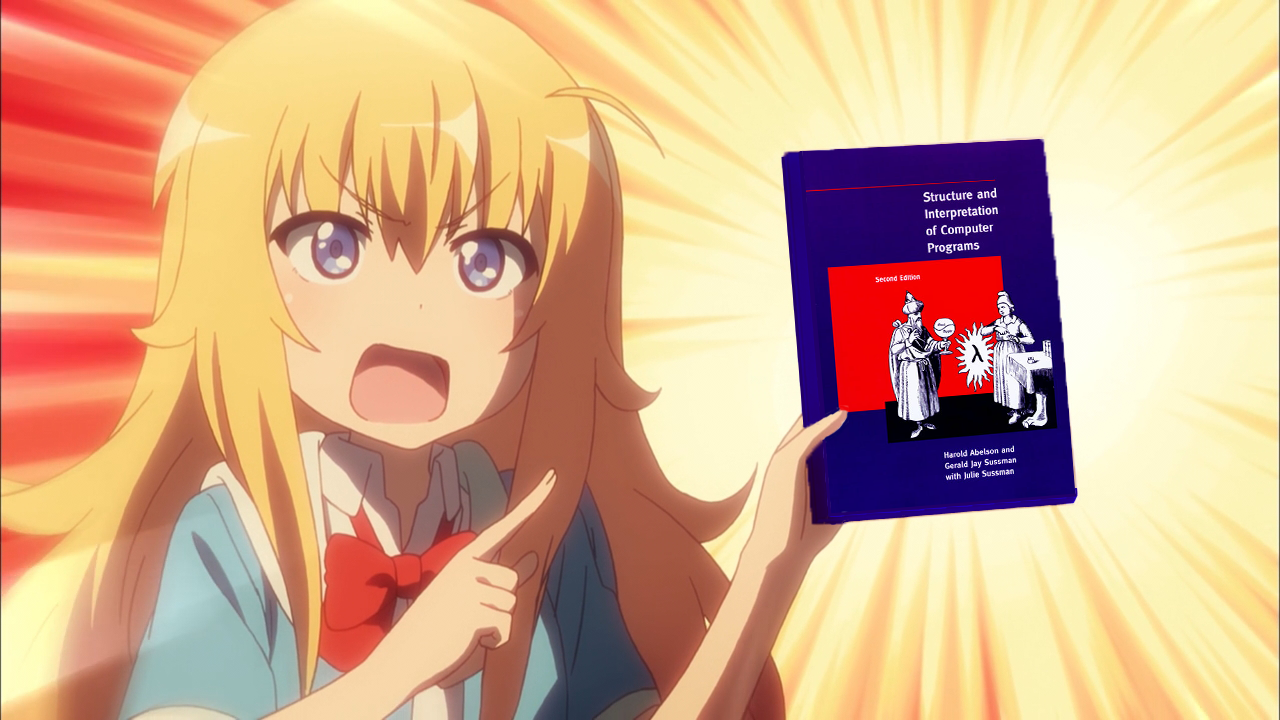 Structure and
Interpretation
of Computer
Programs
Second Edition
λ
Harold Abelson and
Gerald Jay Sussman
with Julie Sussman